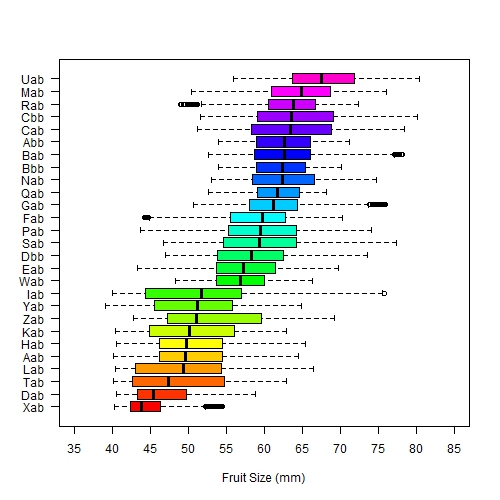 Uab
Mab
Rab
Cbb
Cab
Abb
Bab
Bbb
Nab
Qab
Gab
Fab
Pab
Sab
Dbb
Eab
Wab
Iab
Yab
Zab
Kab
Hab
Aab
Lab
Tab
Dab
Xab
35 40 45 50 55 60 65 70 75 80 85
Fruit Size (mm)